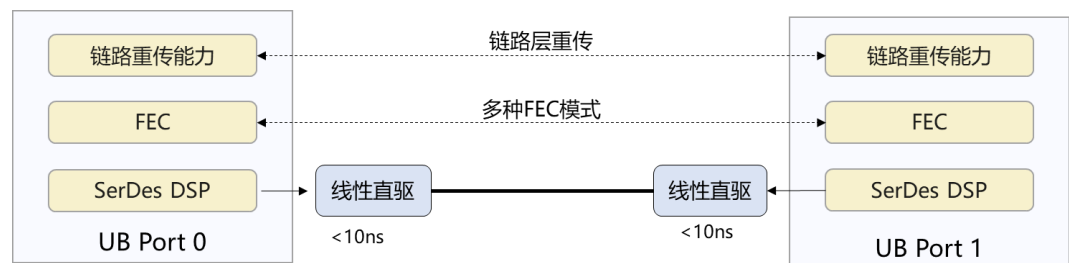 链路重传能力
链路层重传
链路重传能力
FEC
多种FEC模式
FEC
SerDes DSP
线性直驱
线性直驱
SerDes DSP
<10ns
<10ns
UB Port 0
UB Port 1